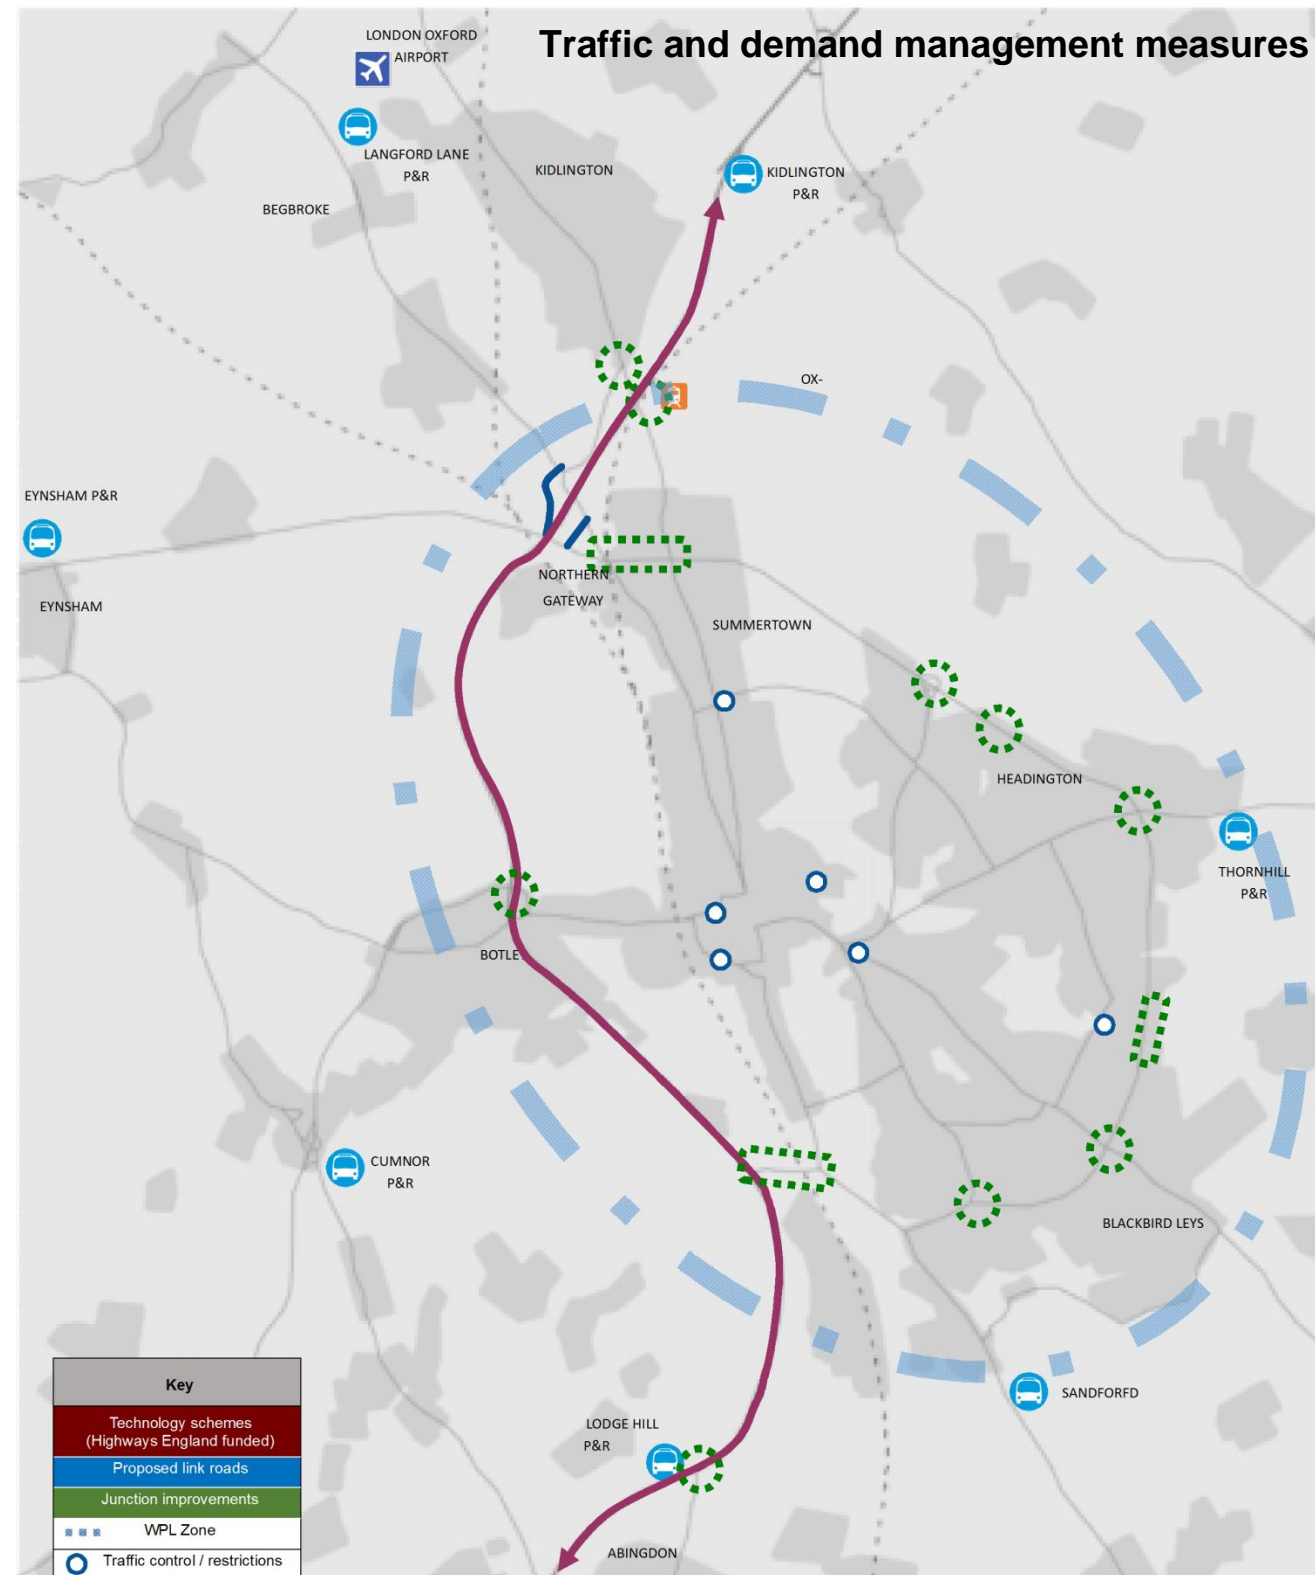 Traffic and demand management measures
LONDON OXFORD
AIRPORT
LANGFORD LANE
P&R
KIDLINGTON
KIDLINGTON
P&R
BEGBROKE
OX-
EYNSHAM P&R
EYNSHAM
NORTHERN
GATEWAY
SUMMERTOWN
HEADINGTON
THORNHILL
P&R
BOTLE
CUMNOR
P&R
BLACKBIRD LEYS
SANDFORFD
LODGE HILL
P&R
ABINGDON
Key
Technology schemes
(Highways England funded)
Proposed link roads
Junction improvements
WPL Zone
Traffic control / restrictions